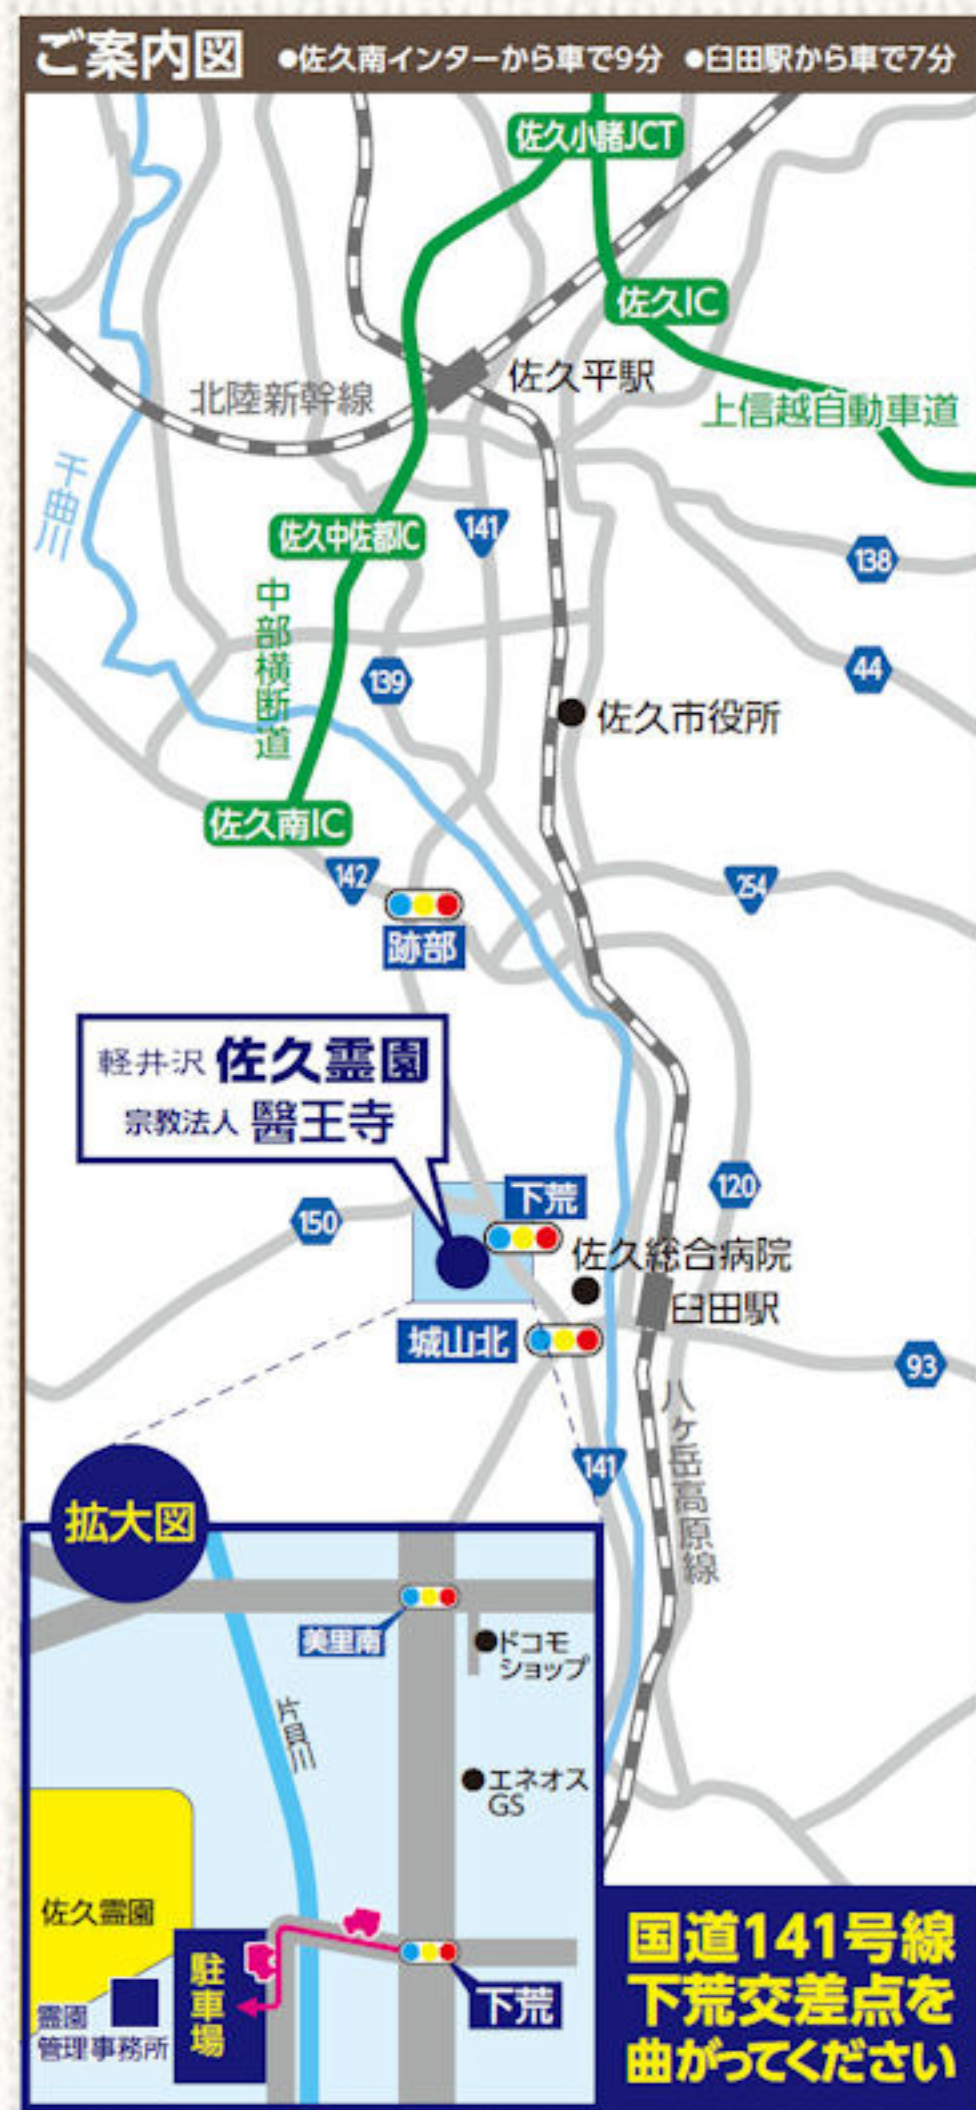 ご案内図 ●佐久南インターから車で9分 ●臼田駅から車で7分
佐久小諸JCT
佐久IC
佐久平駅
北陸新幹線
上信越自動車道
千曲川
佐久中佐都IC
141
138
中部横断道
139
44
佐久市役所
佐久南IC
142
254
跡部
軽井沢 佐久霊園
宗教法人 醫王寺
120
下荒
150
佐久総合病院
臼田駅
城山北
93
八ヶ岳高原線
141
拡大図
美里南
ドコモ
ショップ
片貝川
エネオス
GS
佐久霊園
駐車場
下荒
霊園
管理事務所
国道141号線
下荒交差点を
曲がってください